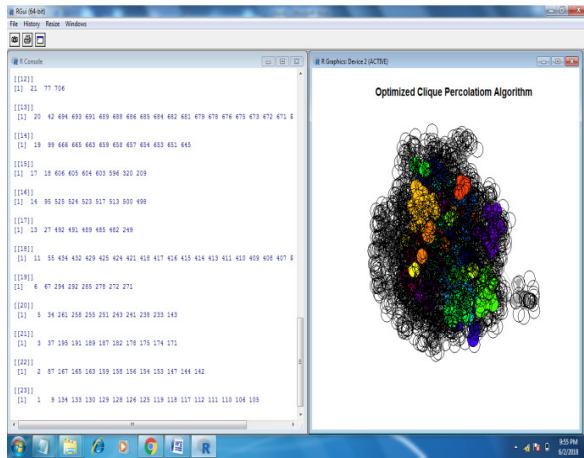 RGui (64-bit)
File History Resize Windows
R Console
[[12]]
[1] 21 77 706
[[13]]
[1] 20 42 694 693 691 689 688 686 685 684 682 681 679 678 676 675 673 672 671
[[14]]
[1] 19 99 666 665 663 659 658 657 654 653 651 645
[[15]]
[1] 17 18 606 605 604 603 596 320 209
[[16]]
[1] 14 95 525 524 523 517 513 500 498
[[17]]
[1] 13 27 492 491 489 485 482 249
[[18]]
[1] 11 55 434 432 429 425 424 421 418 417 416 415 414 413 411 410 409 408 407
[[19]]
[1] 6 67 294 292 285 278 272 271
[[20]]
[1] 5 34 261 258 255 251 243 241 238 233 143
[[21]]
[1] 3 37 195 191 189 187 182 178 175 174 171
[[22]]
[1] 2 87 167 165 163 159 158 156 154 153 147 144 142
[[23]]
[1] 1 9 134 133 130 129 128 126 125 119 118 117 112 111 110 106 105
R Graphics: Device 2 (ACTIVE)
Optimized Clique Percolatiom Algorithm
9:55 PM
6/2/2018